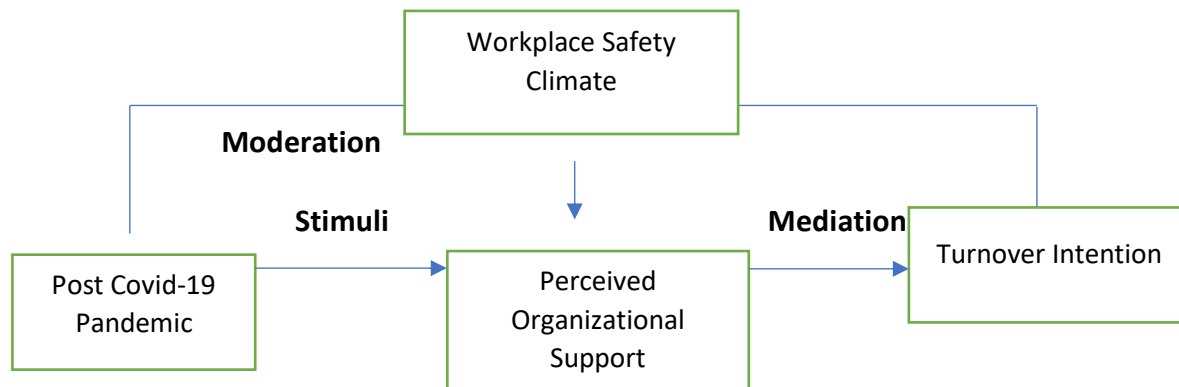 Workplace Safety
Climate
Moderation
Stimuli
Mediation
Turnover Intention
Post Covid-19
Pandemic
Perceived
Organizational
Support